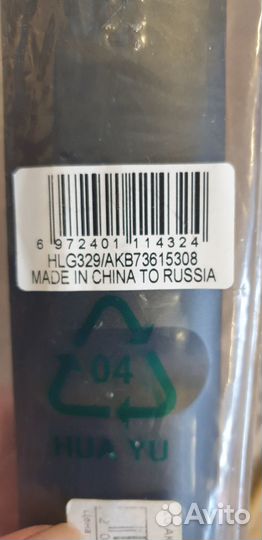 6 972401 114324
HLG329/AKB73615308
MADE IN CHINA TO RUSSIA
04
HUA YU
Avito